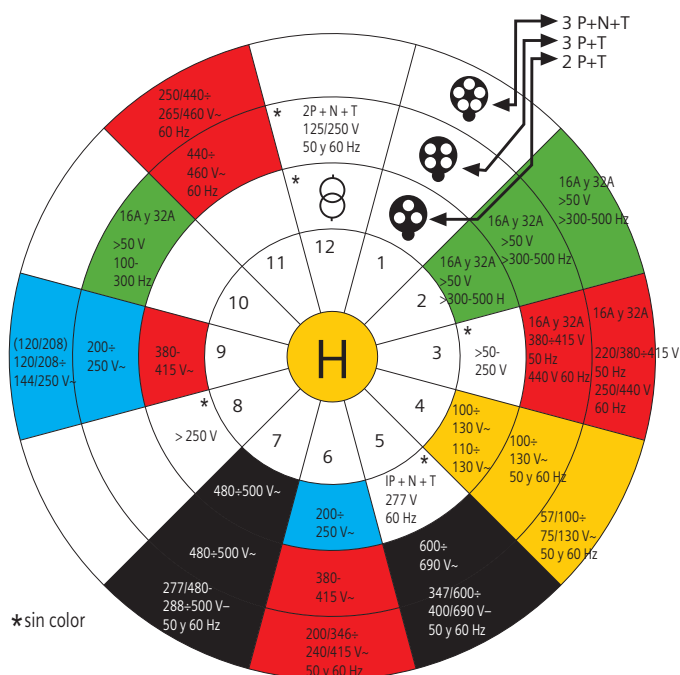 3 P+N+T
3 P+T
2 P+T
250/440÷
265/460 V~
60 Hz
440÷
460 V~
60 Hz
*
2P + N + T
125/250 V
50 y 60 Hz
*
12
1
2
3
4
5
6
7
8
9
10
11
H
16A y 32A
>50 V
>300-500 Hz
16A y 32A
>50 V
>300-500 Hz
16A y 32A
>50 V
>300-500 H
16A y 32A
>50 V
100-
300 Hz
(120/208)
120/208÷
144/250 V~
200÷
250 V~
380-
415 V~
*
>50-
250 V
16A y 32A
380÷415 V
50 Hz
440 V 60 Hz
16A y 32A
220/380÷415 V
50 Hz
250/440 V
60 Hz
*
> 250 V
100÷
130 V~
110÷
130 V~
100÷
130 V~
50 y 60 Hz
57/100÷
75/130 V~
50 y 60 Hz
*
IP + N + T
277 V
60 Hz
600÷
690 V~
347/600÷
400/690 V~
50 y 60 Hz
200÷
250 V~
380-
415 V~
200/346÷
240/415 V~
50 y 60 Hz
480÷500 V~
480÷500 V~
277/480-
288÷500 V~
50 y 60 Hz
*sin color